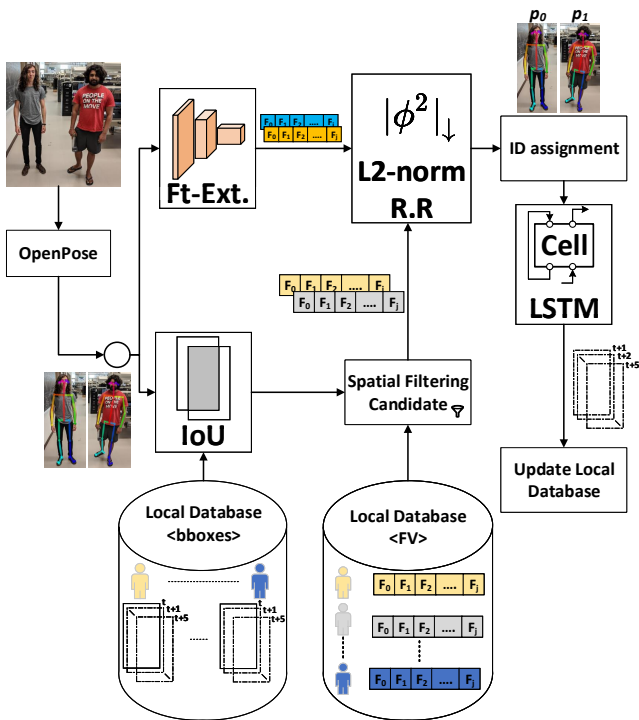 p0 p1
PEOPLE
ON THE
MOVE
OpenPose
Ft-Ext.
F0 F1 F2 .... Fj
F0 F1 F2 .... Fj
|ϕ²|↓
L2-norm
R.R
ID assignment
Cell
LSTM
t+1
t+2
t+5
Update Local
Database
F0 F1 F2 .... Fj
F0 F1 F2 .... Fj
IoU
Spatial Filtering
Candidate
Local Database
<bboxes>
t
t+1
t+5
t
t+1
t+5
Local Database
<FV>
F0 F1 F2 .... Fj
F0 F1 F2 .... Fj
F0 F1 F2 .... Fj